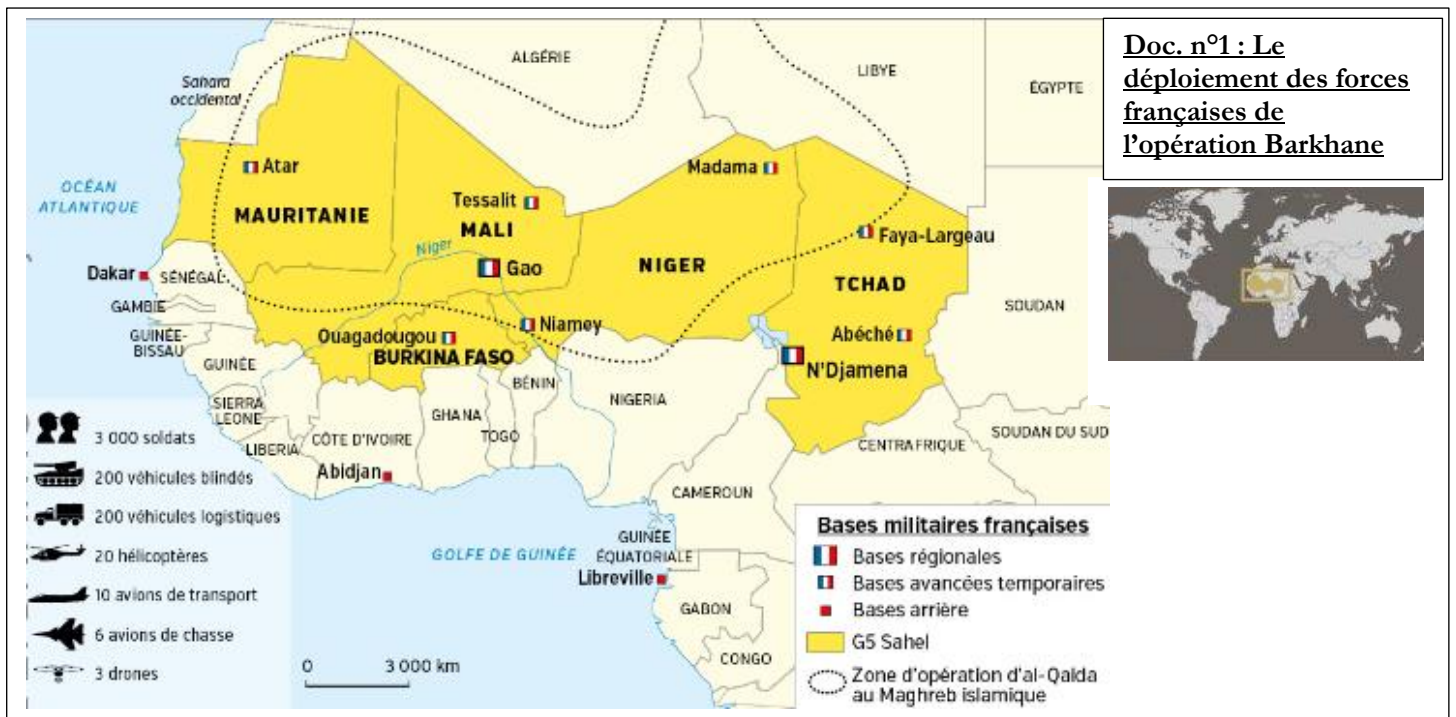 Doc. n°1 : Le
déploiement des forces
françaises de
l'opération Barkhane
ALGÉRIE
LIBYE
ÉGYPTE
Sahara
occidental
Atar
Madama
OCÉAN
ATLANTIQUE
Tessalit
MAURITANIE
MALI
Niger
Gao
NIGER
Faya-Largeau
TCHAD
Dakar
SÉNÉGAL
GAMBIE
GUINÉE-
BISSAU
SOUDAN
Niamey
Ouagadougou
BURKINA FASO
Abéché
N'Djamena
GUINÉE
BÉNIN
NIGERIA
SIERRA
LEONE
GHANA
TOGO
LIBERIA
CÔTE D'IVOIRE
CENTRAFRIQUE
SOUDAN DU SUD
Abidjan
CAMEROUN
3 000 soldats
200 véhicules blindés
200 véhicules logistiques
20 hélicoptères
10 avions de transport
6 avions de chasse
3 drones
GOLFE DE GUINÉE
GUINÉE
ÉQUATORIALE
Libreville
GABON
CONGO
0 3 000 km
Bases militaires françaises
Bases régionales
Bases avancées temporaires
Bases arrière
G5 Sahel
Zone d'opération d'al-Qaida
au Maghreb islamique